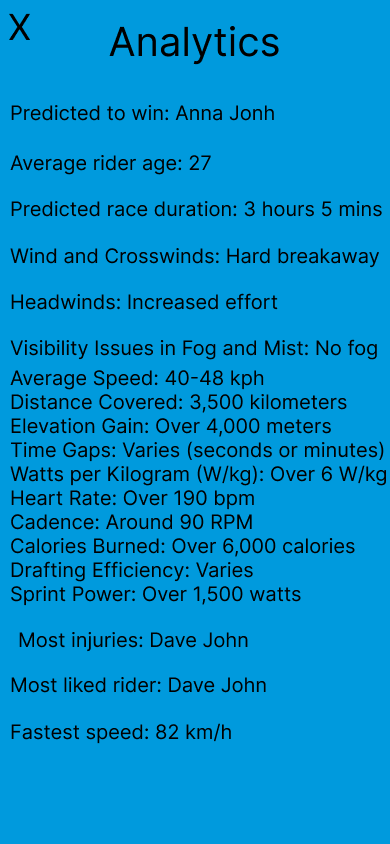 X
Analytics
Predicted to win: Anna Jonh
Average rider age: 27
Predicted race duration: 3 hours 5 mins
Wind and Crosswinds: Hard breakaway
Headwinds: Increased effort
Visibility Issues in Fog and Mist: No fog
Average Speed: 40-48 kph
Distance Covered: 3,500 kilometers
Elevation Gain: Over 4,000 meters
Time Gaps: Varies (seconds or minutes)
Watts per Kilogram (W/kg): Over 6 W/kg
Heart Rate: Over 190 bpm
Cadence: Around 90 RPM
Calories Burned: Over 6,000 calories
Drafting Efficiency: Varies
Sprint Power: Over 1,500 watts
Most injuries: Dave John
Most liked rider: Dave John
Fastest speed: 82 km/h